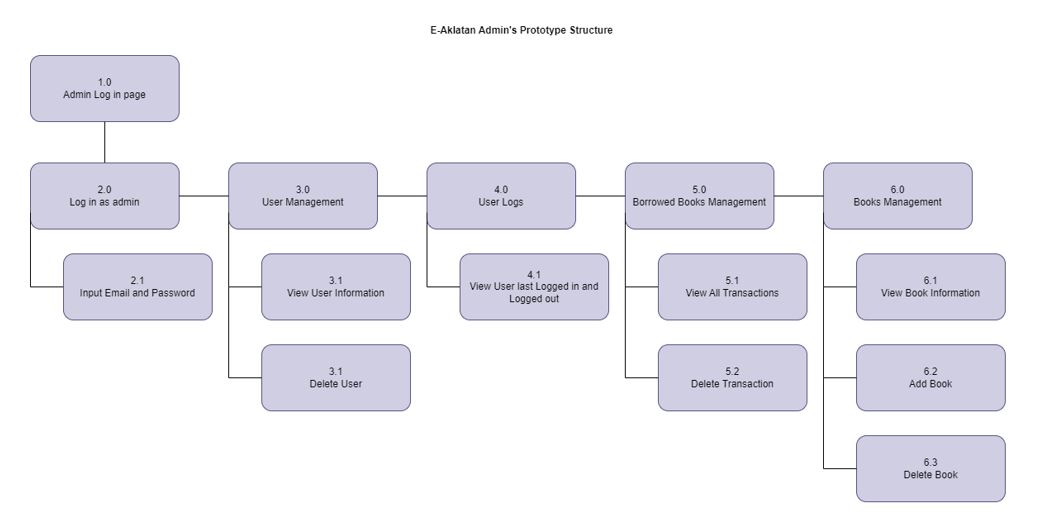 E-Aklatan Admin's Prototype Structure
1.0
Admin Log in page
2.0
Log in as admin
3.0
User Management
4.0
User Logs
5.0
Borrowed Books Management
6.0
Books Management
2.1
Input Email and Password
3.1
View User Information
4.1
View User last Logged in and
Logged out
5.1
View All Transactions
6.1
View Book Information
3.1
Delete User
5.2
Delete Transaction
6.2
Add Book
6.3
Delete Book